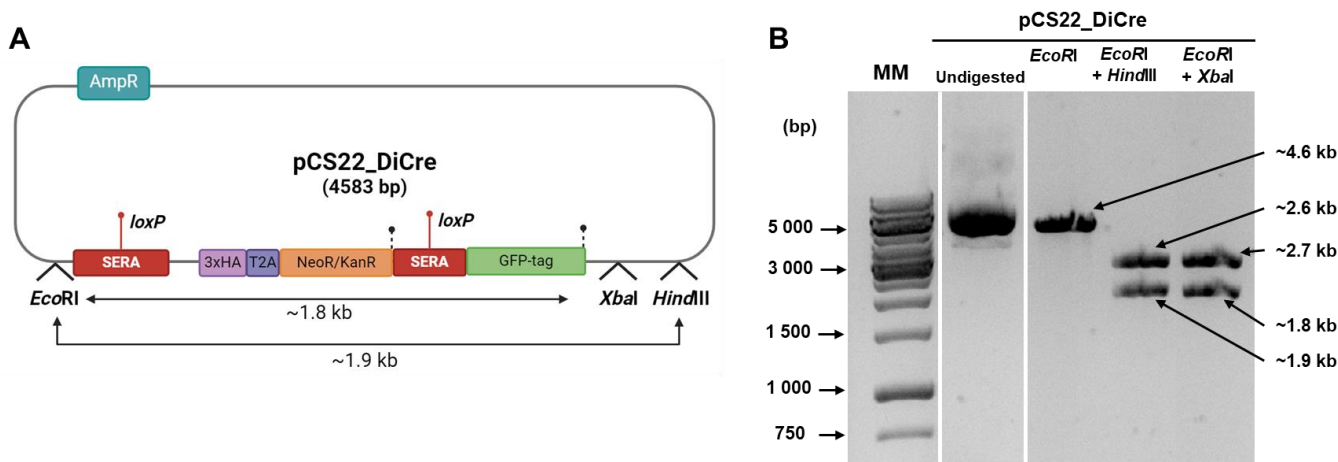 A
AmpR
pCS22_DiCre
(4583 bp)
loxP
loxP
SERA
3xHA
T2A
NeoR/KanR
SERA
GFP-tag
EcoRI
XbaI
HindIII
~1.8 kb
~1.9 kb
B
pCS22_DiCre
MM
Undigested
EcoRI
EcoRI
+ HindIII
EcoRI
+ XbaI
(bp)
5 000
3 000
1 500
1 000
750
~4.6 kb
~2.6 kb
~2.7 kb
~1.8 kb
~1.9 kb